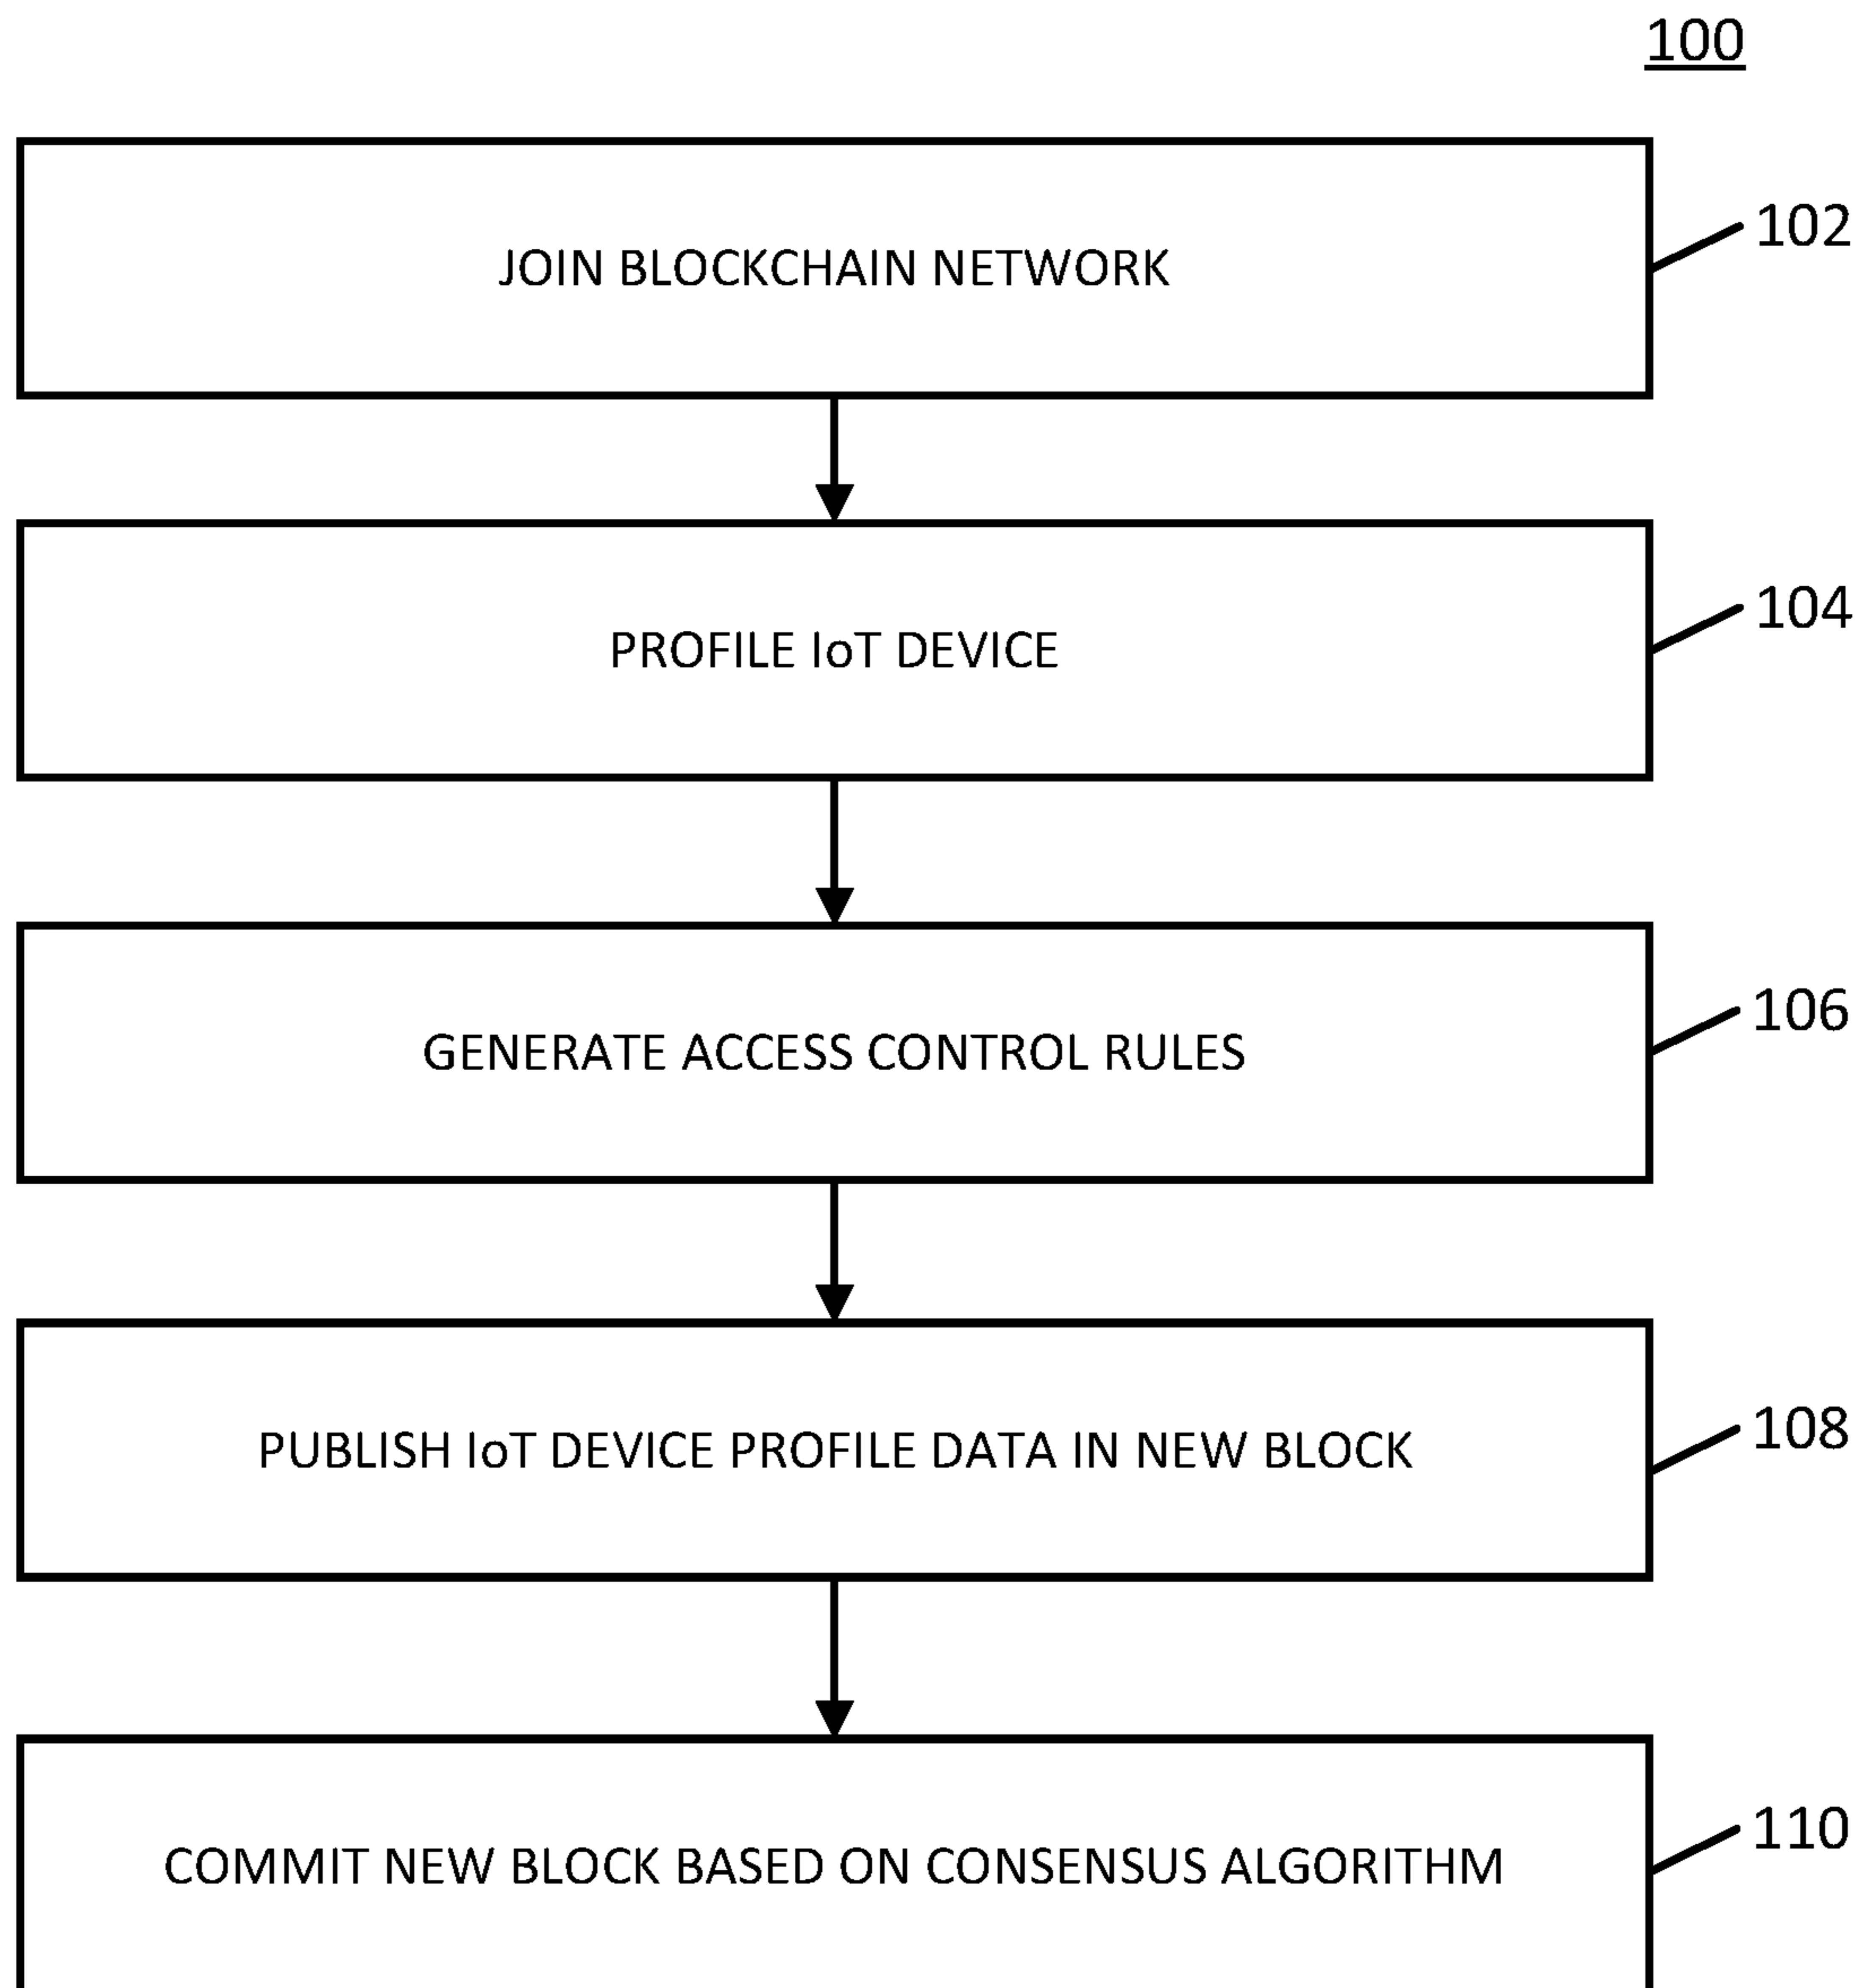 100
JOIN BLOCKCHAIN NETWORK
102
PROFILE IoT DEVICE
104
GENERATE ACCESS CONTROL RULES
106
PUBLISH IoT DEVICE PROFILE DATA IN NEW BLOCK
108
COMMIT NEW BLOCK BASED ON CONSENSUS ALGORITHM
110